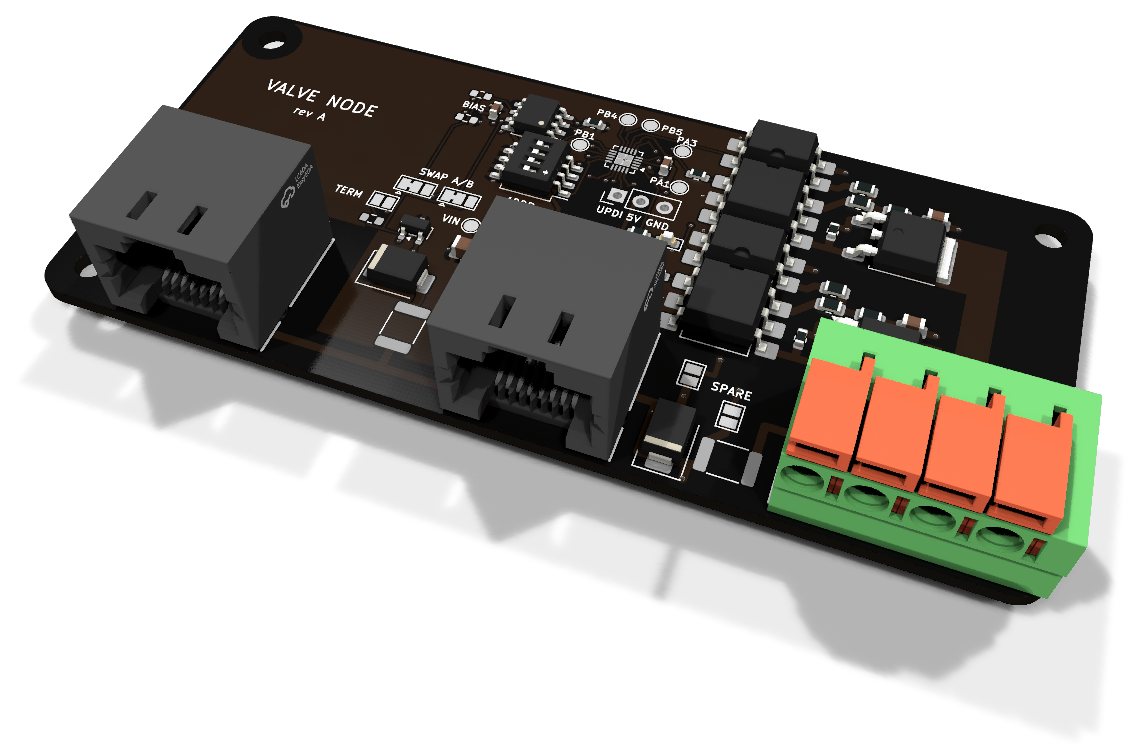 VALVE NODE
rev A
BIAS
PB4
PB5
PB1
PA3
PA1
SWAP A/B
TERM
VIN
UPDI 5V GND
SPARE